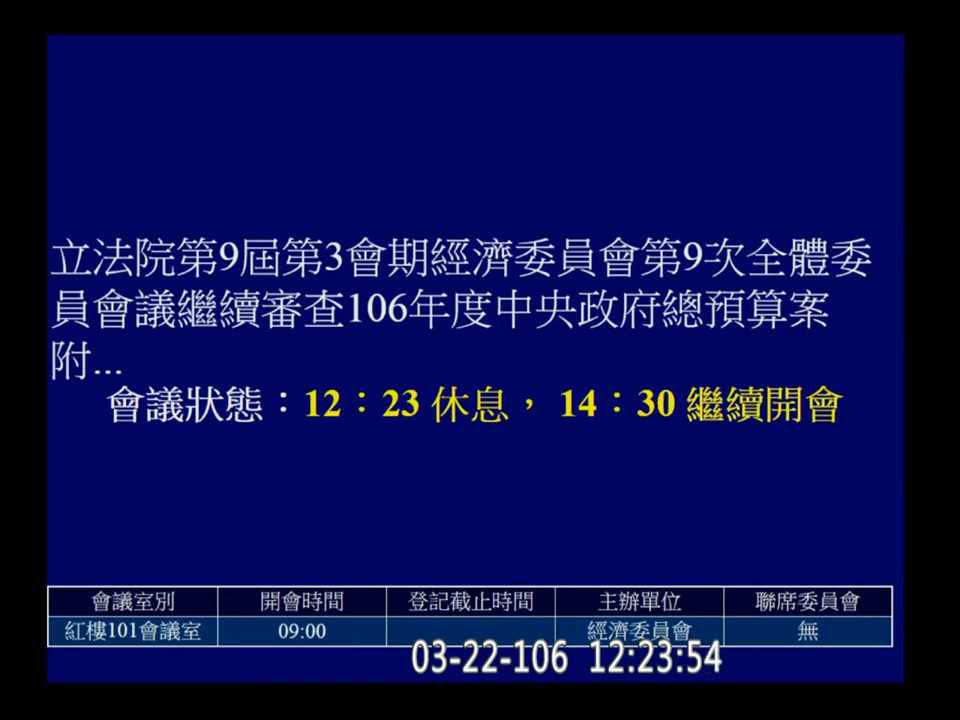 立法院第9屆第3會期經濟委員會第9次全體委
員會議繼續審查106年度中央政府總預算案
附...
會議狀態：12：23 休息， 14：30 繼續開會
會議室別 開會時間 登記截止時間 主辦單位 聯席委員會
紅樓101會議室 09:00 經濟委員會 無
03-22-106 12:23:54